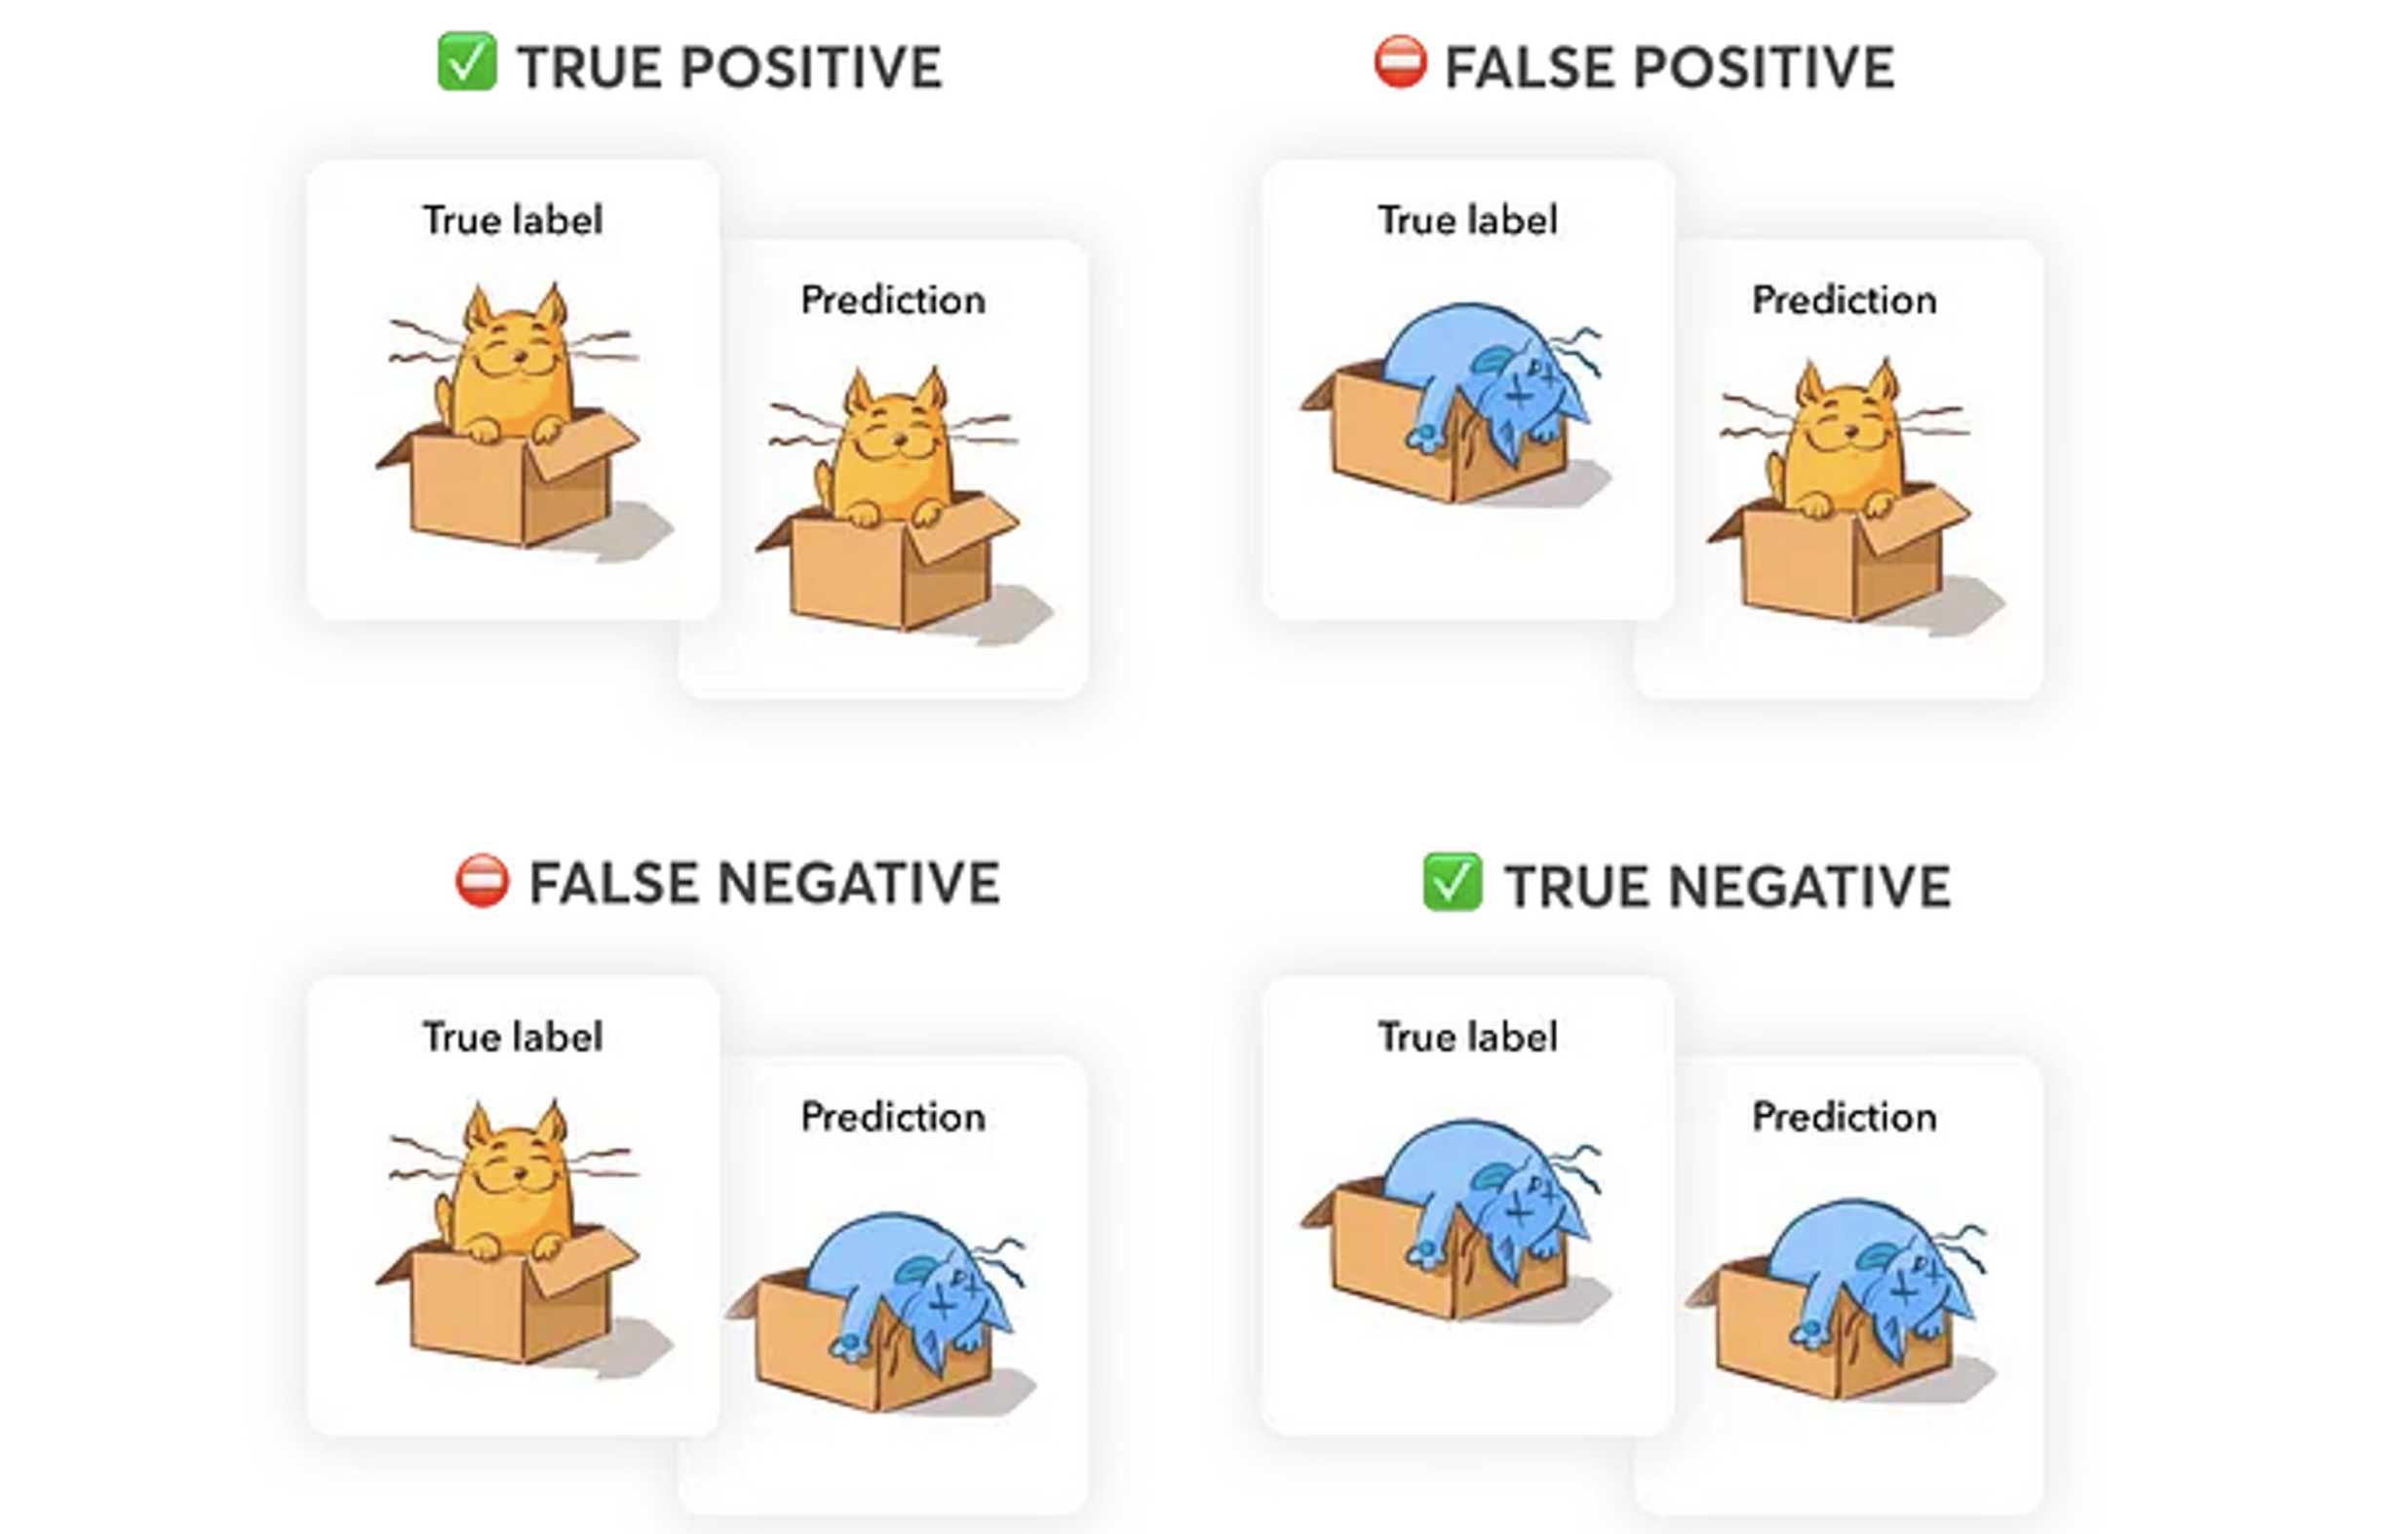 ✅ TRUE POSITIVE
⛔ FALSE POSITIVE
True label
Prediction
True label
Prediction
⛔ FALSE NEGATIVE
✅ TRUE NEGATIVE
True label
Prediction
True label
Prediction